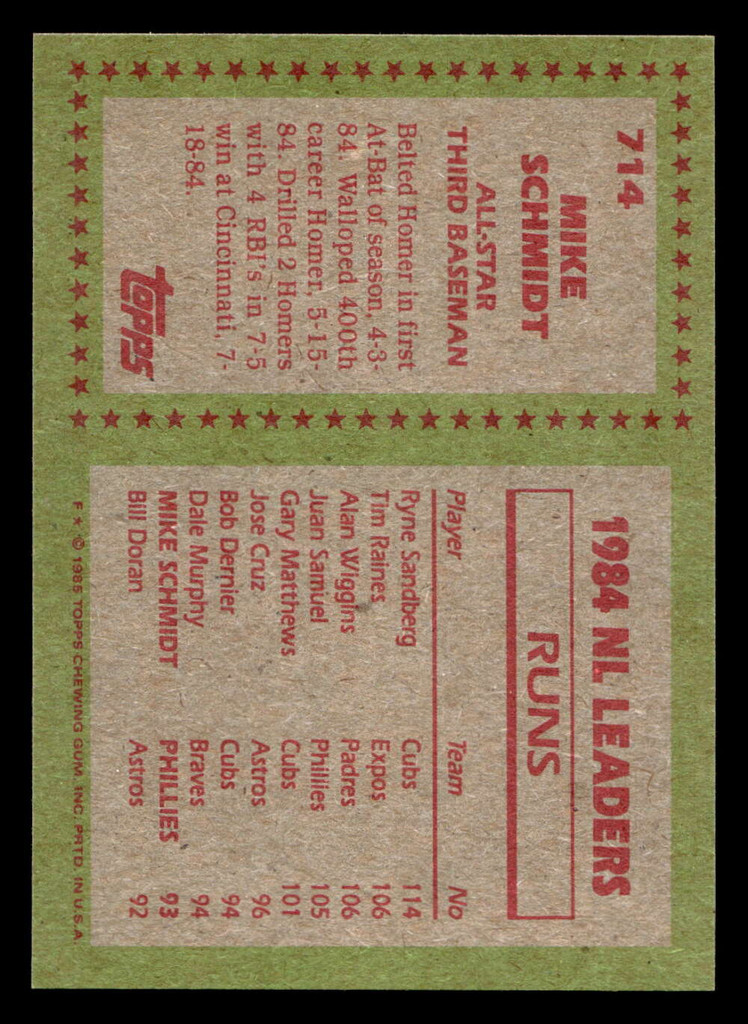 714
MIKE
SCHMIDT
ALL-STAR
THIRD BASEMAN
Belted Homer in first
At-Bat of season, 4-3-
84. Walloped 400th
career Homer, 5-15-
84. Drilled 2 Homers
with 4 RBI's in 7-5
win at Cincinnati, 7-
18-84.
topps
1984 NL LEADERS
RUNS
Player Team No
Ryne Sandberg Cubs 114
Tim Raines Expos 106
Alan Wiggins Padres 106
Juan Samuel Phillies 105
Gary Matthews Cubs 101
Jose Cruz Astros 96
Bob Dernier Cubs 94
Dale Murphy Braves 94
MIKE SCHMIDT PHILLIES 93
Bill Doran Astros 92
F★ © 1985 TOPPS CHEWING GUM, INC. PRTD. IN U.S.A.